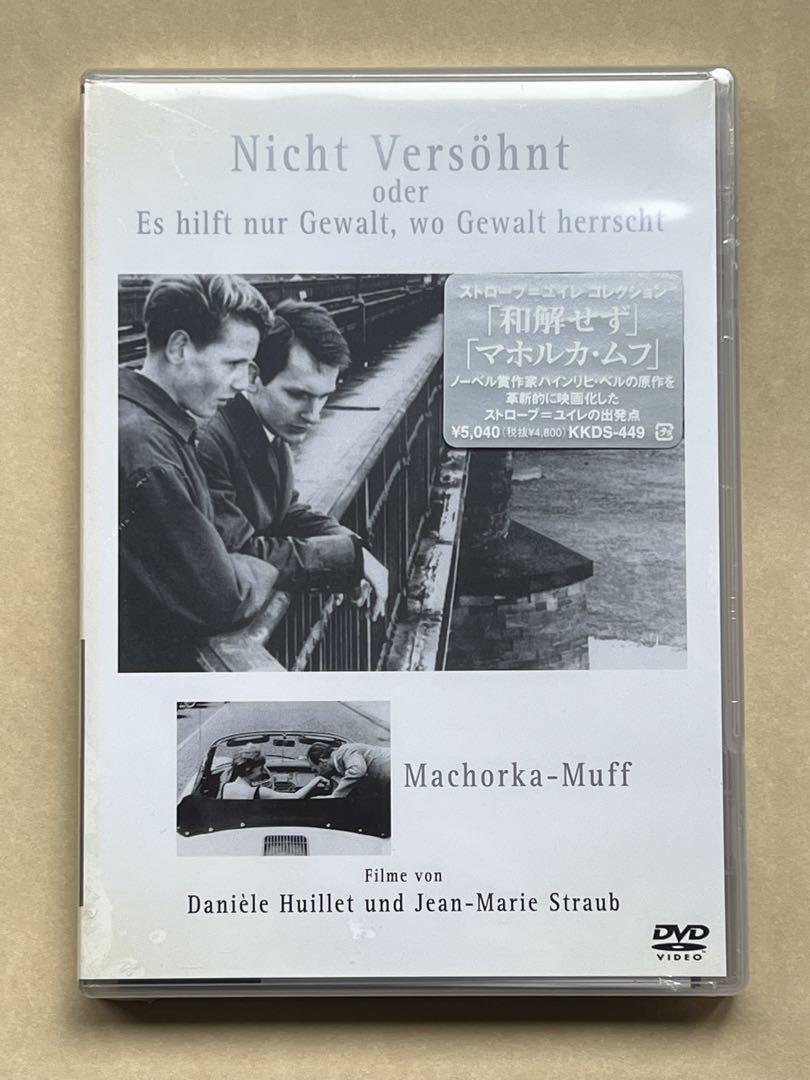 Nicht Versöhnt
oder
Es hilft nur Gewalt, wo Gewalt herrscht
ストローブ=ユイレ コレクション
「和解せず」
「マホルカ・ムフ」
ノーベル賞作家ハインリヒ・ベルの原作を
革新的に映画化した
ストローブ=ユイレの出発点
¥5,040(税抜¥4,800) KKDS-449
Machorka-Muff
Filme von
Danièle Huillet und Jean-Marie Straub
DVD
VIDEO